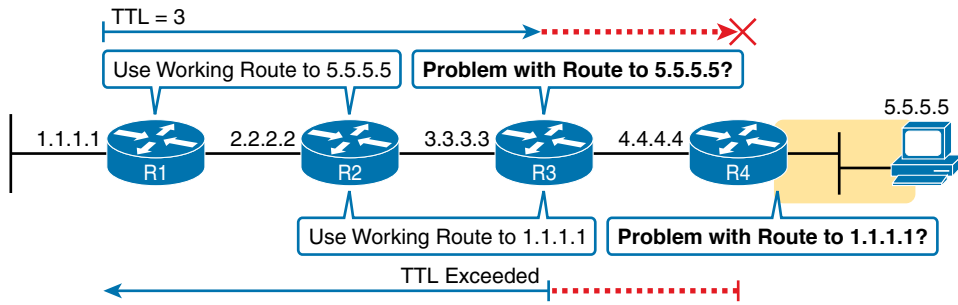 TTL = 3
Use Working Route to 5.5.5.5
Problem with Route to 5.5.5.5?
5.5.5.5
1.1.1.1
2.2.2.2
3.3.3.3
4.4.4.4
R1
R2
R3
R4
Use Working Route to 1.1.1.1
Problem with Route to 1.1.1.1?
TTL Exceeded